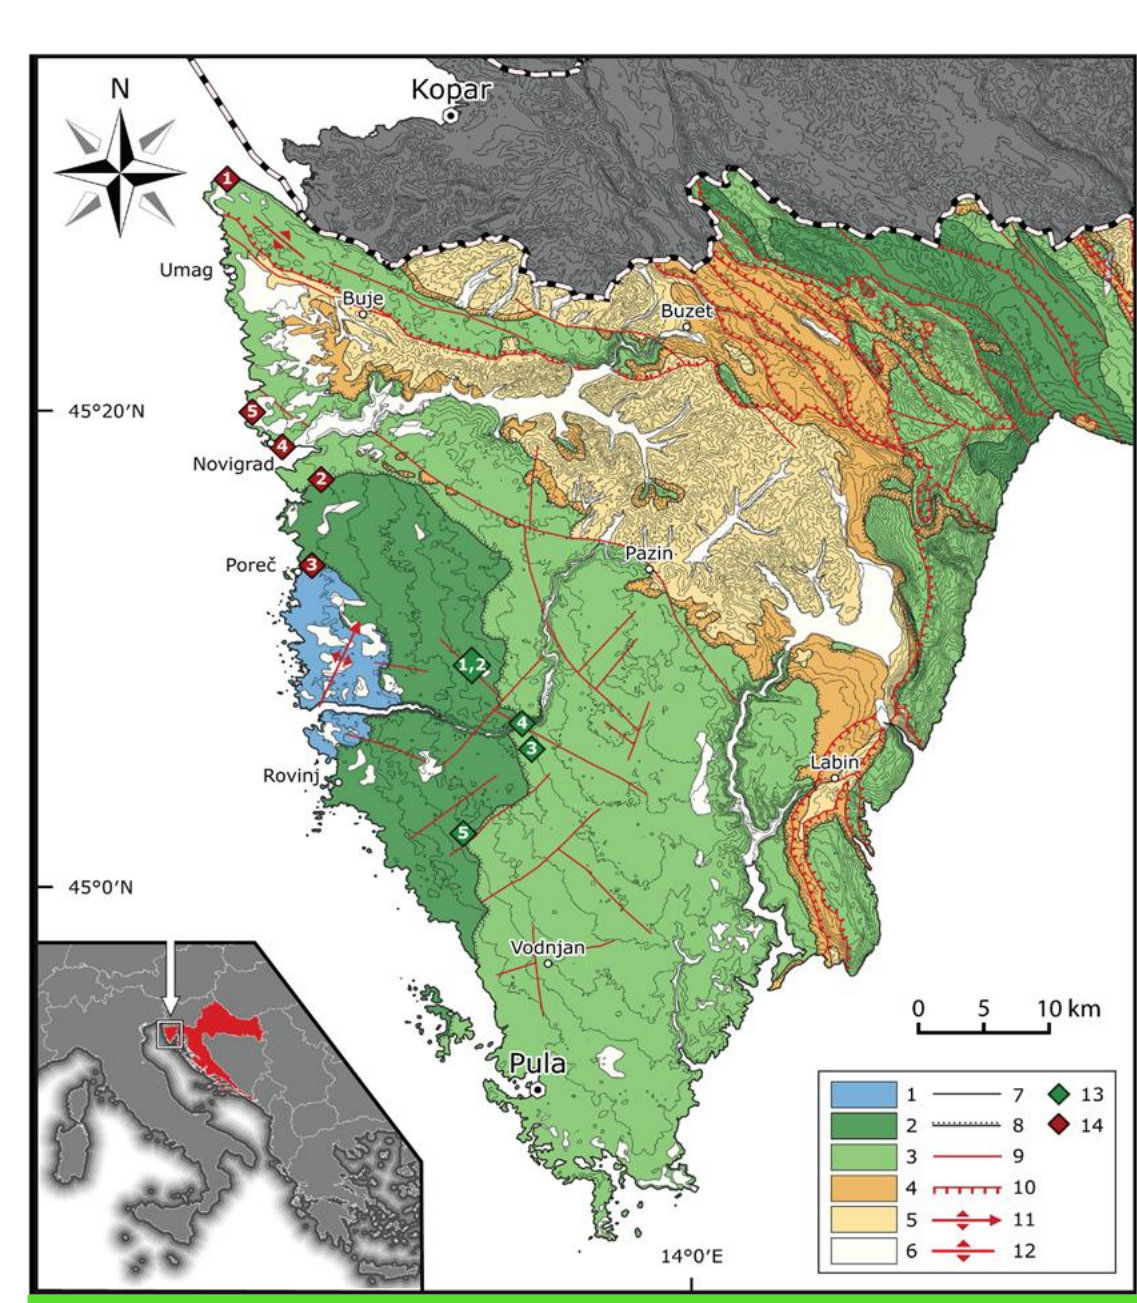 N
Kopar
1
Umag
Buje
Buzet
45°20’N
5
4
Novigrad
2
Pazin
Poreč
3
1,2
4
3
Labin
Rovinj
5
45°0’N
Vodnjan
0 5 10 km
Pula
1 7 13
2 8 14
3 9
4 10
5 11
6 12
14°0’E